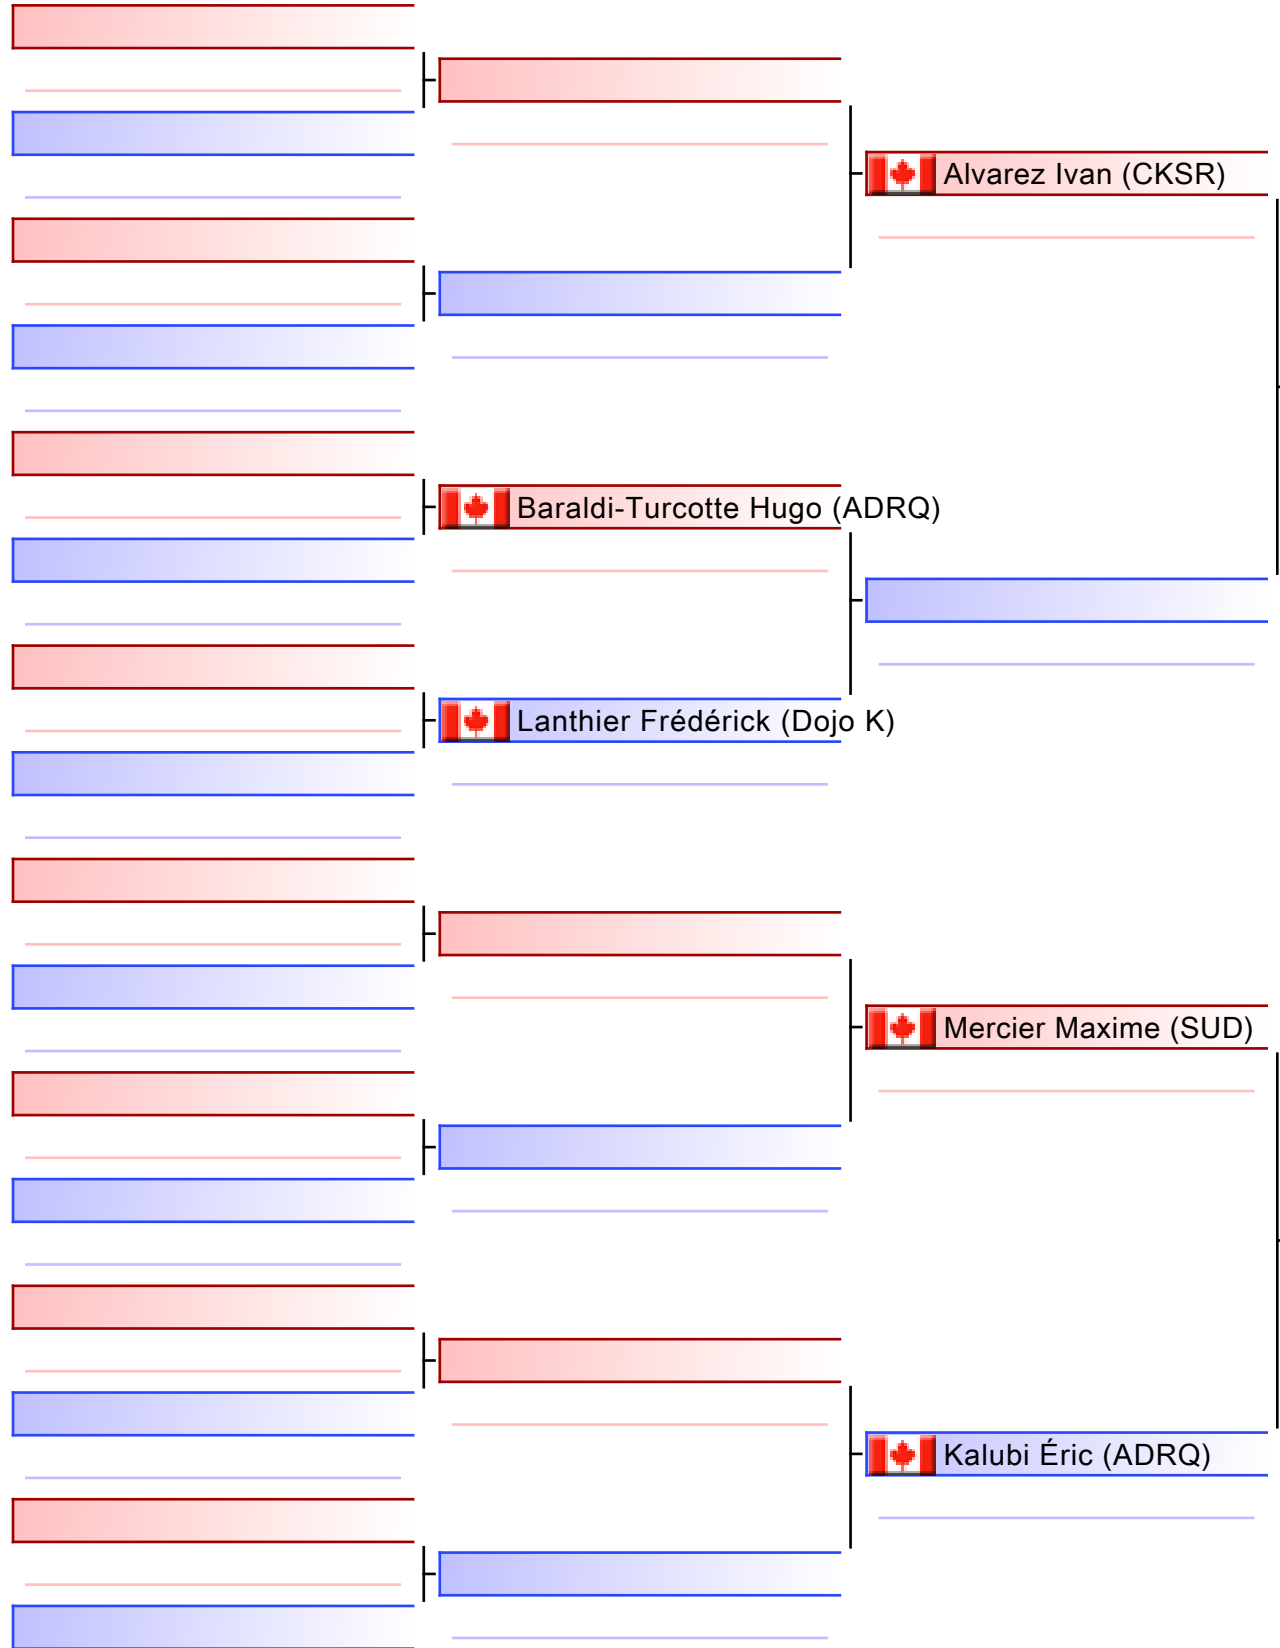 Alvarez Ivan (CKSR)
Baraldi-Turcotte Hugo (ADRQ)
Lanthier Frédérick (Dojo K)
Mercier Maxime (SUD)
Kalubi Éric (ADRQ)